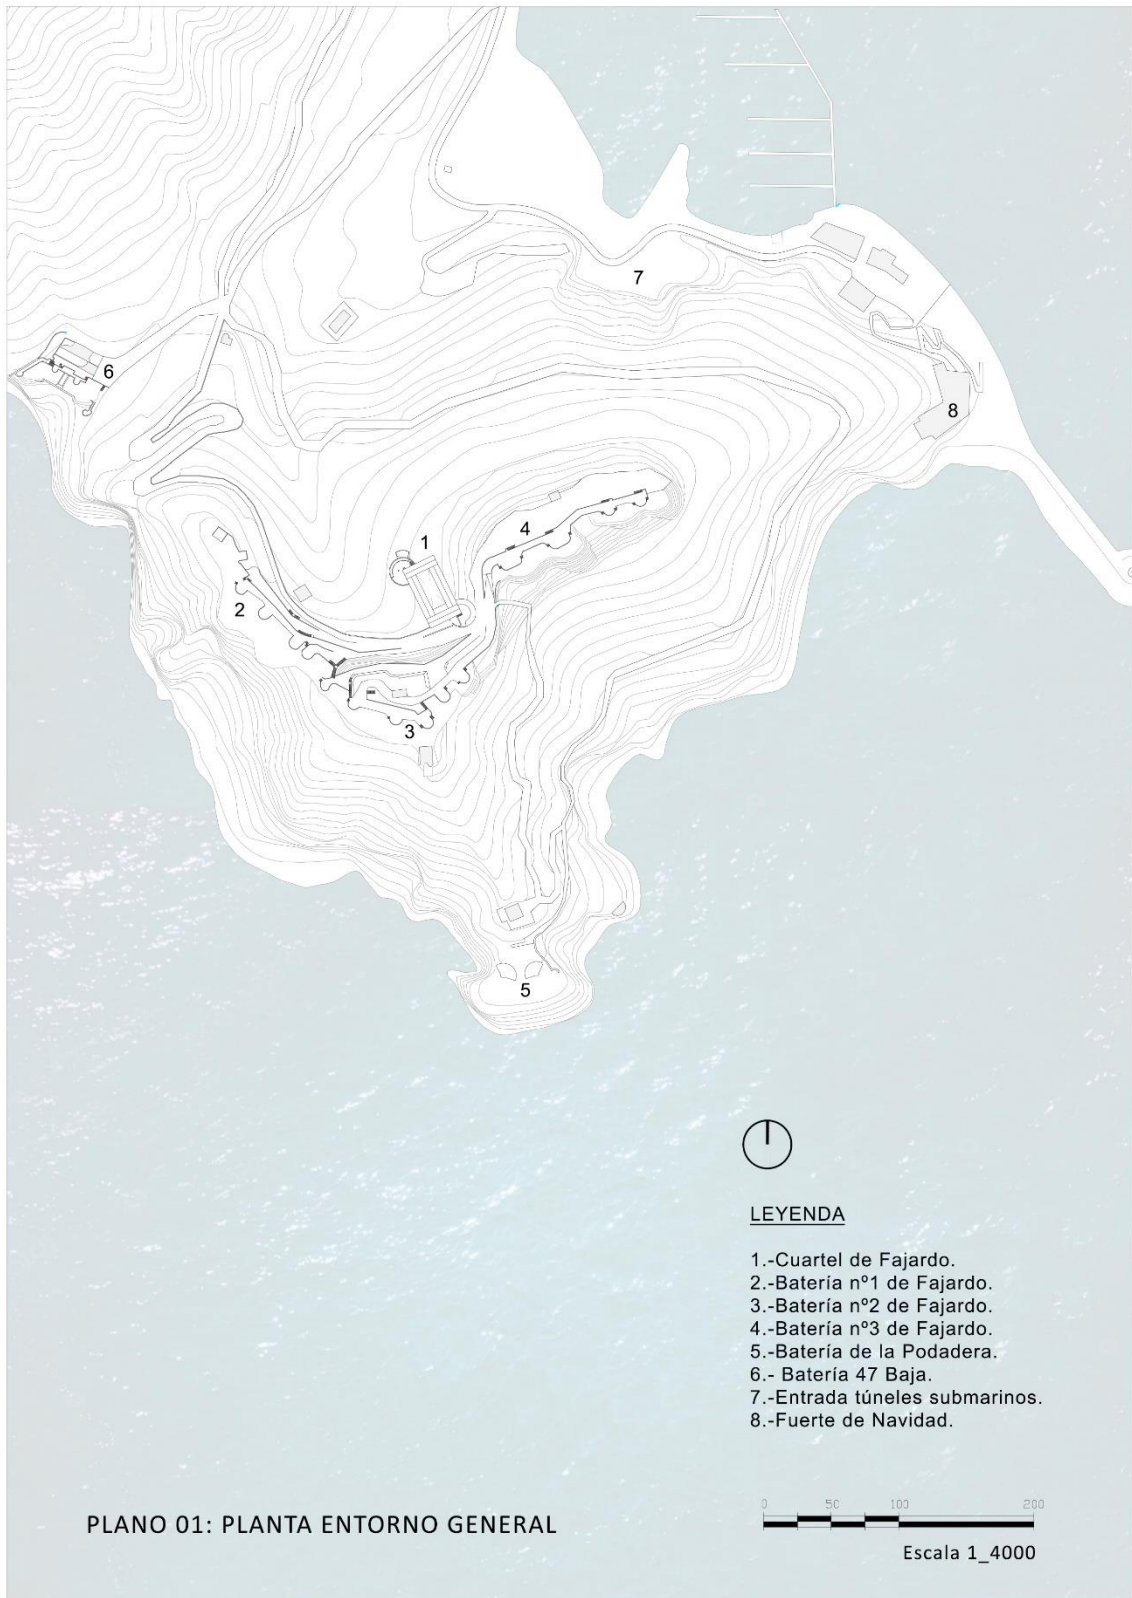 7
6
8
4
1
2
3
5
LEYENDA
1.-Cuartel de Fajardo.
2.-Batería nº1 de Fajardo.
3.-Batería nº2 de Fajardo.
4.-Batería nº3 de Fajardo.
5.-Batería de la Podadera.
6.- Batería 47 Baja.
7.-Entrada túneles submarinos.
8.-Fuerte de Navidad.
0 50 100 200
PLANO 01: PLANTA ENTORNO GENERAL
Escala 1_4000